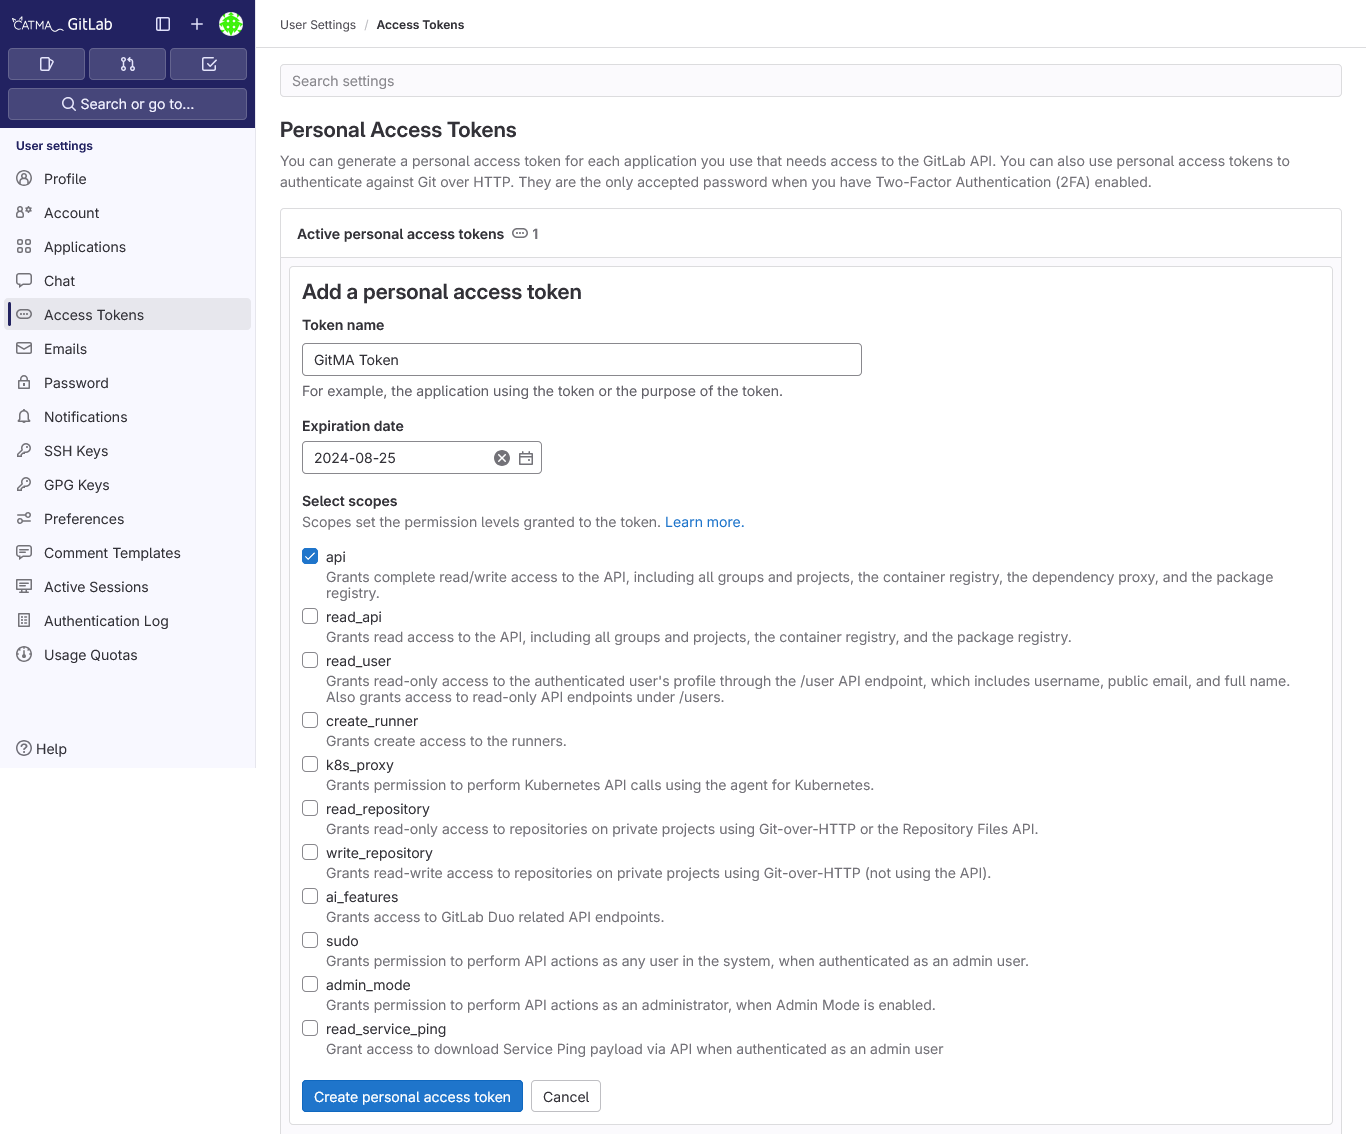 CATMA GitLab
Search or go to...
User settings
Profile
Account
Applications
Chat
Access Tokens
Emails
Password
Notifications
SSH Keys
GPG Keys
Preferences
Comment Templates
Active Sessions
Authentication Log
Usage Quotas
Help
User Settings / Access Tokens
Search settings
Personal Access Tokens
You can generate a personal access token for each application you use that needs access to the GitLab API. You can also use personal access tokens to
authenticate against Git over HTTP. They are the only accepted password when you have Two-Factor Authentication (2FA) enabled.
Active personal access tokens 1
Add a personal access token
Token name
GitMA Token
For example, the application using the token or the purpose of the token.
Expiration date
2024-08-25
Select scopes
Scopes set the permission levels granted to the token. Learn more.
api
Grants complete read/write access to the API, including all groups and projects, the container registry, the dependency proxy, and the package
registry.
read_api
Grants read access to the API, including all groups and projects, the container registry, and the package registry.
read_user
Grants read-only access to the authenticated user's profile through the /user API endpoint, which includes username, public email, and full name.
Also grants access to read-only API endpoints under /users.
create_runner
Grants create access to the runners.
k8s_proxy
Grants permission to perform Kubernetes API calls using the agent for Kubernetes.
read_repository
Grants read-only access to repositories on private projects using Git-over-HTTP or the Repository Files API.
write_repository
Grants read-write access to repositories on private projects using Git-over-HTTP (not using the API).
ai_features
Grants access to GitLab Duo related API endpoints.
sudo
Grants permission to perform API actions as any user in the system, when authenticated as an admin user.
admin_mode
Grants permission to perform API actions as an administrator, when Admin Mode is enabled.
read_service_ping
Grant access to download Service Ping payload via API when authenticated as an admin user
Create personal access token
Cancel